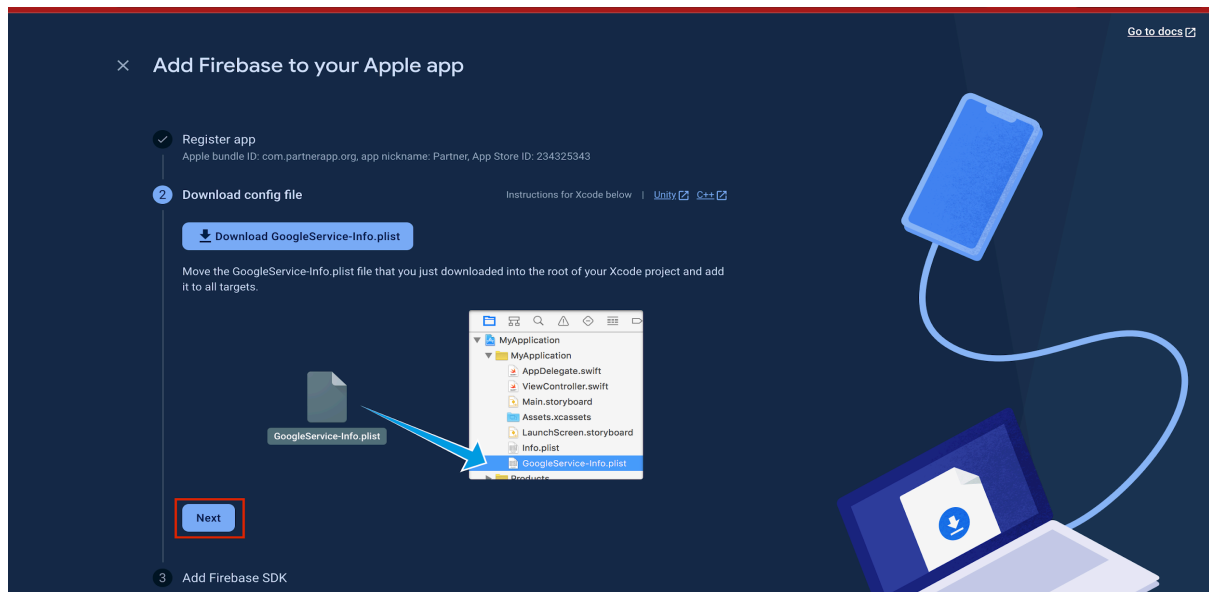 Go to docs
Add Firebase to your Apple app
Register app
Apple bundle ID: com.partnerapp.org, app nickname: Partner, App Store ID: 234325343
2 Download config file
Instructions for Xcode below | Unity C++
Download GoogleService-Info.plist
Move the GoogleService-Info.plist file that you just downloaded into the root of your Xcode project and add
it to all targets.
MyApplication
MyApplication
AppDelegate.swift
ViewController.swift
Main.storyboard
Assets.xcassets
LaunchScreen.storyboard
Info.plist
GoogleService-Info.plist
Products
GoogleService-Info.plist
Next
3 Add Firebase SDK